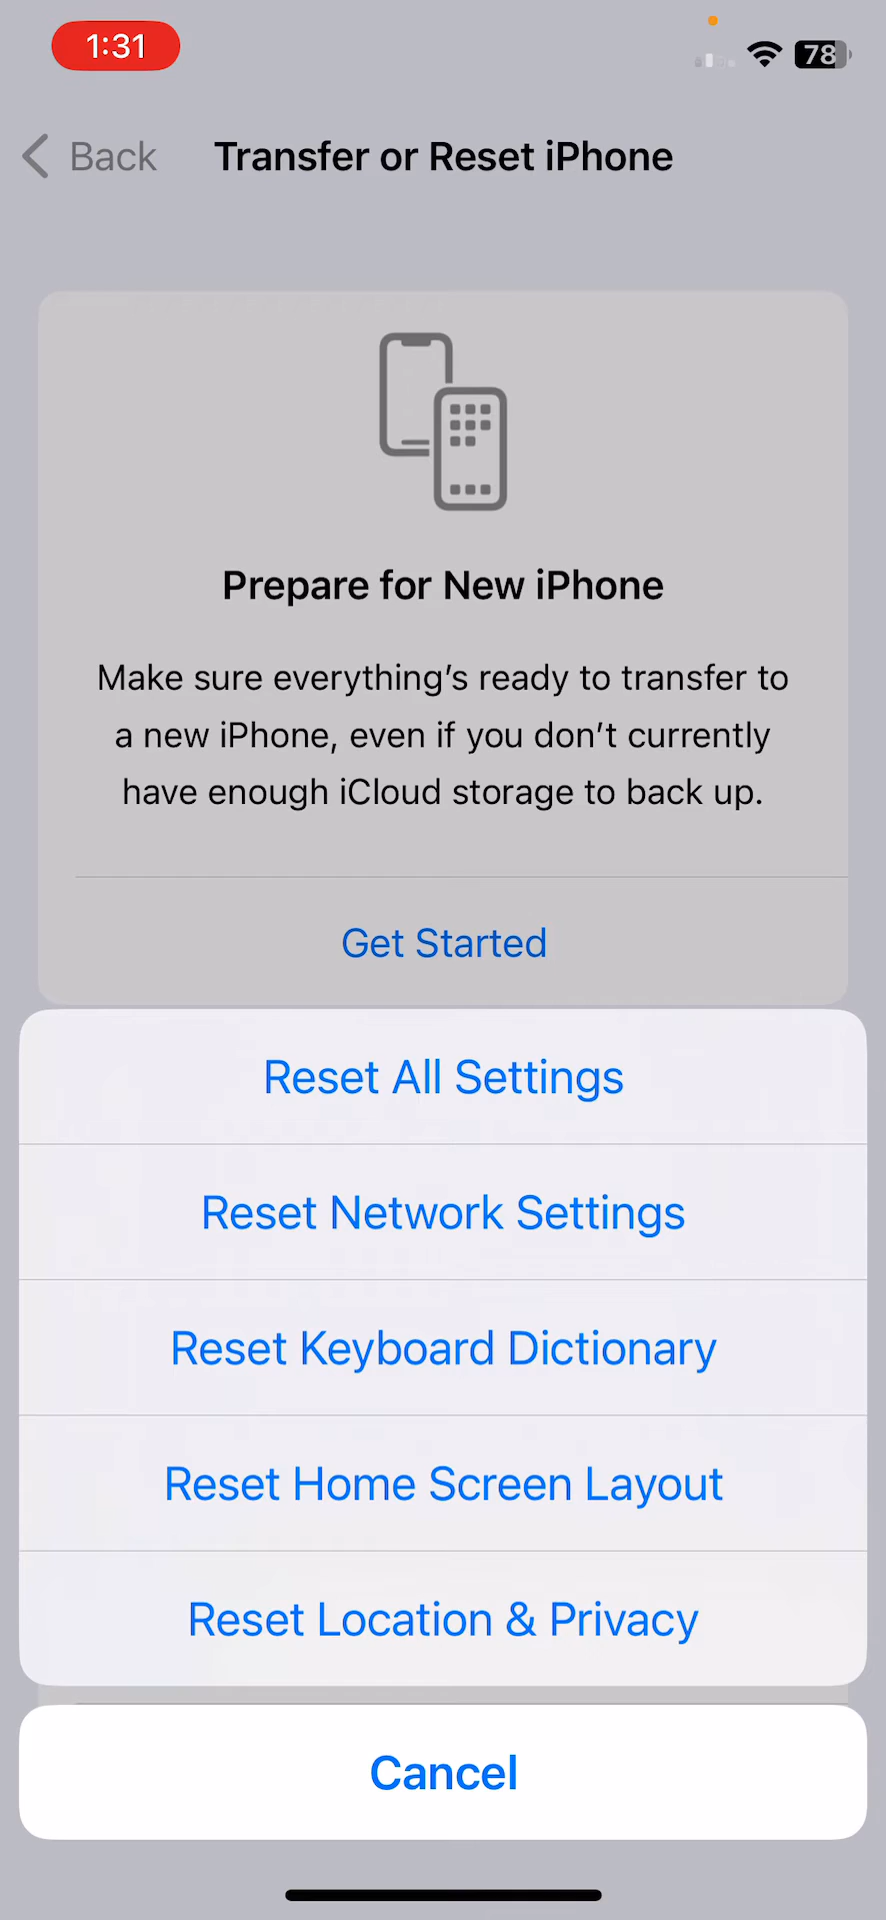 1:31
78
Back
Transfer or Reset iPhone
Prepare for New iPhone
Make sure everything's ready to transfer to
a new iPhone, even if you don't currently
have enough iCloud storage to back up.
Get Started
Reset All Settings
Reset Network Settings
Reset Keyboard Dictionary
Reset Home Screen Layout
Reset Location & Privacy
Cancel